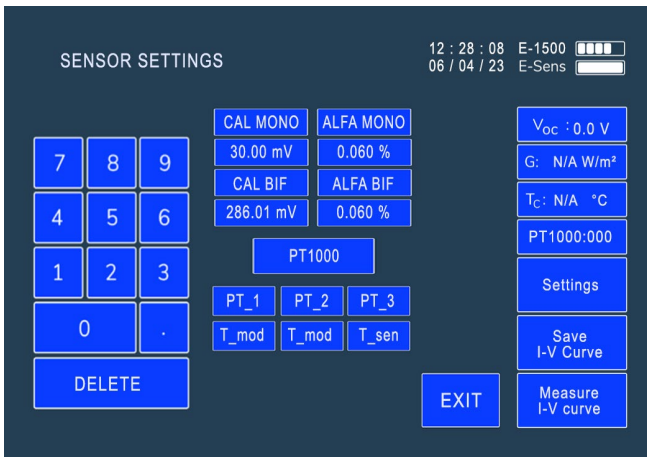 SENSOR SETTINGS
12 : 28 : 08 E-1500
06 / 04 / 23 E-Sens
7 8 9
4 5 6
1 2 3
0 .
DELETE
CAL MONO ALFA MONO
30.00 mV 0.060 %
CAL BIF ALFA BIF
286.01 mV 0.060 %
PT1000
PT_1 PT_2 PT_3
T_mod T_mod T_sen
EXIT
Voc : 0.0 V
G: N/A W/m²
Tc: N/A °C
PT1000:000
Settings
Save
I-V Curve
Measure
I-V curve